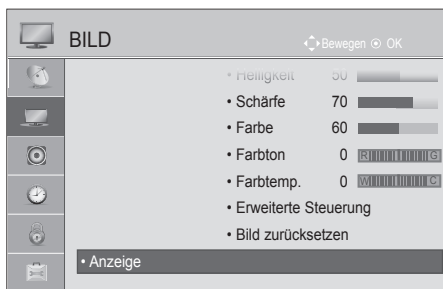 BILD
Bewegen OK
• Helligkeit 50
• Schärfe 70
• Farbe 60
• Farbton 0 R G
• Farbtemp. 0 W C
• Erweiterte Steuerung
• Bild zurücksetzen
• Anzeige